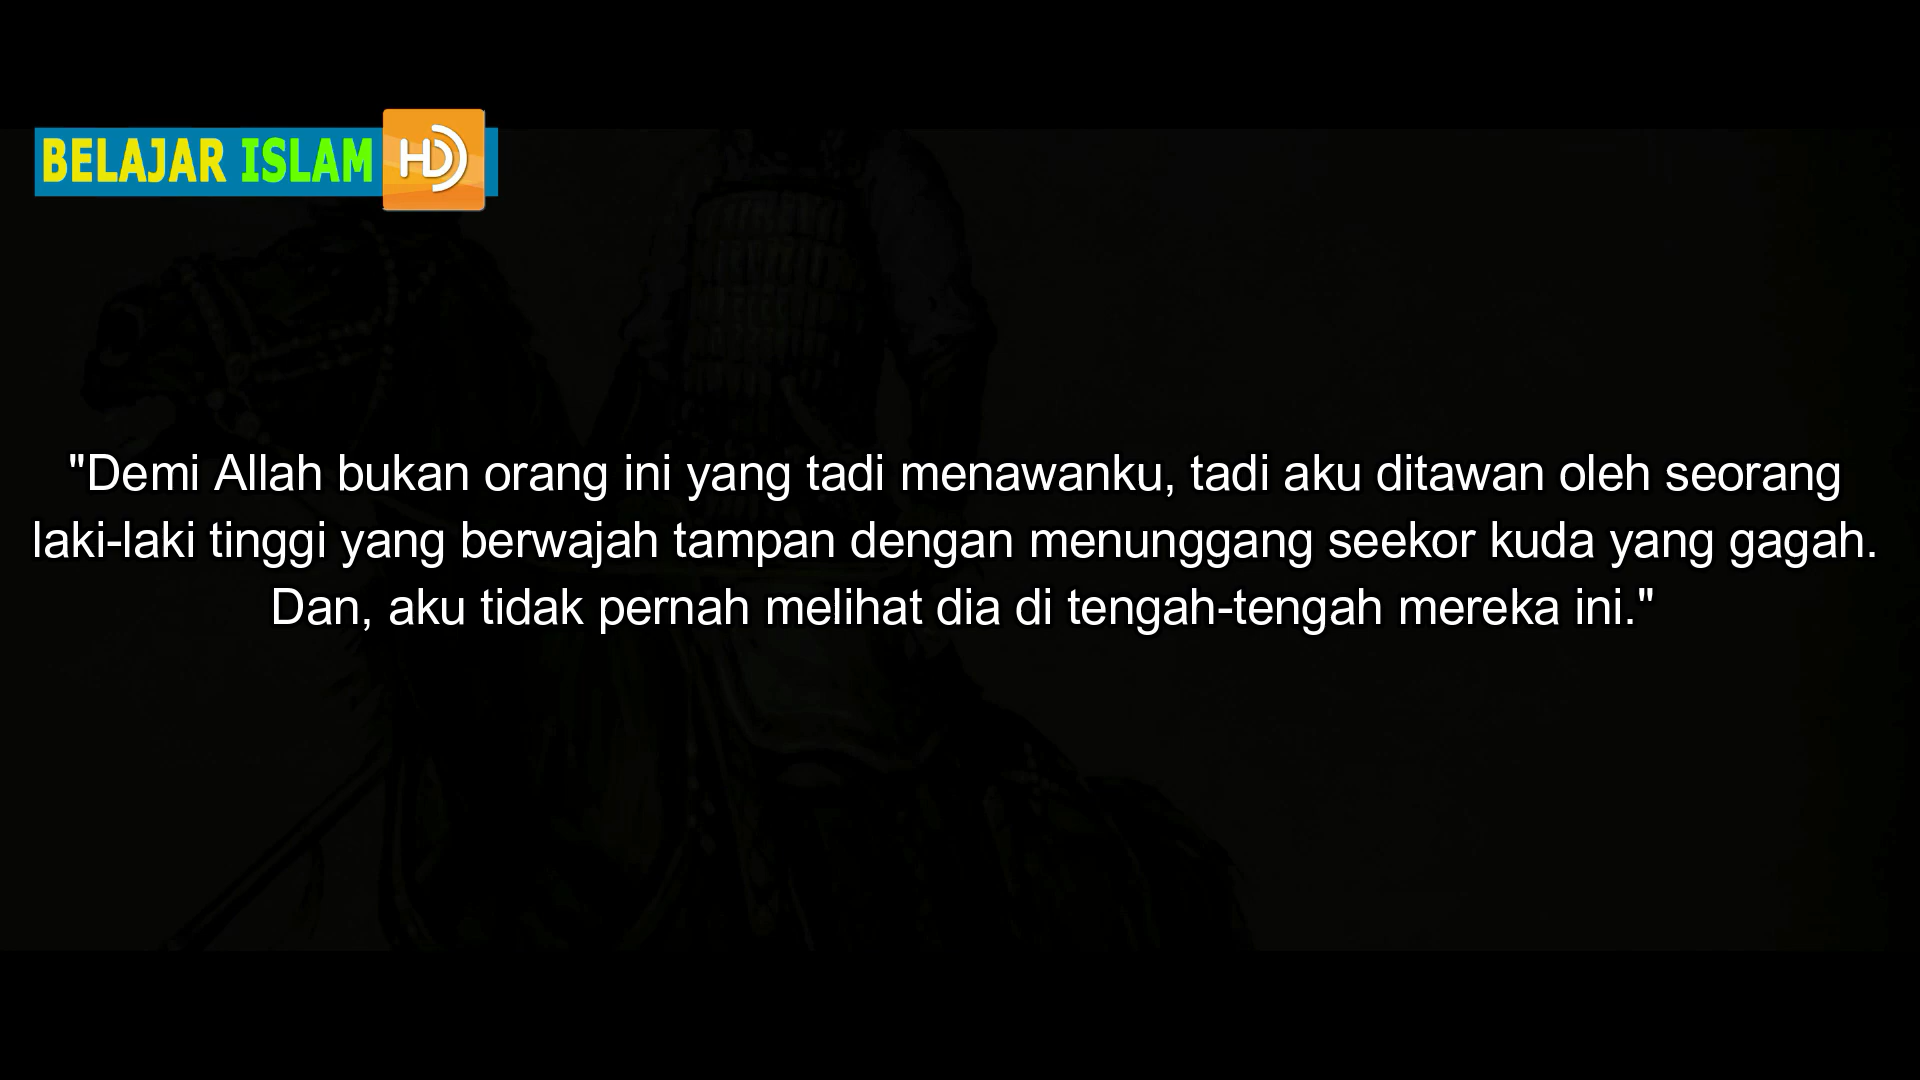 BELAJAR ISLAM HD
"Demi Allah bukan orang ini yang tadi menawanku, tadi aku ditawan oleh seorang
laki-laki tinggi yang berwajah tampan dengan menunggang seekor kuda yang gagah.
Dan, aku tidak pernah melihat dia di tengah-tengah mereka ini."